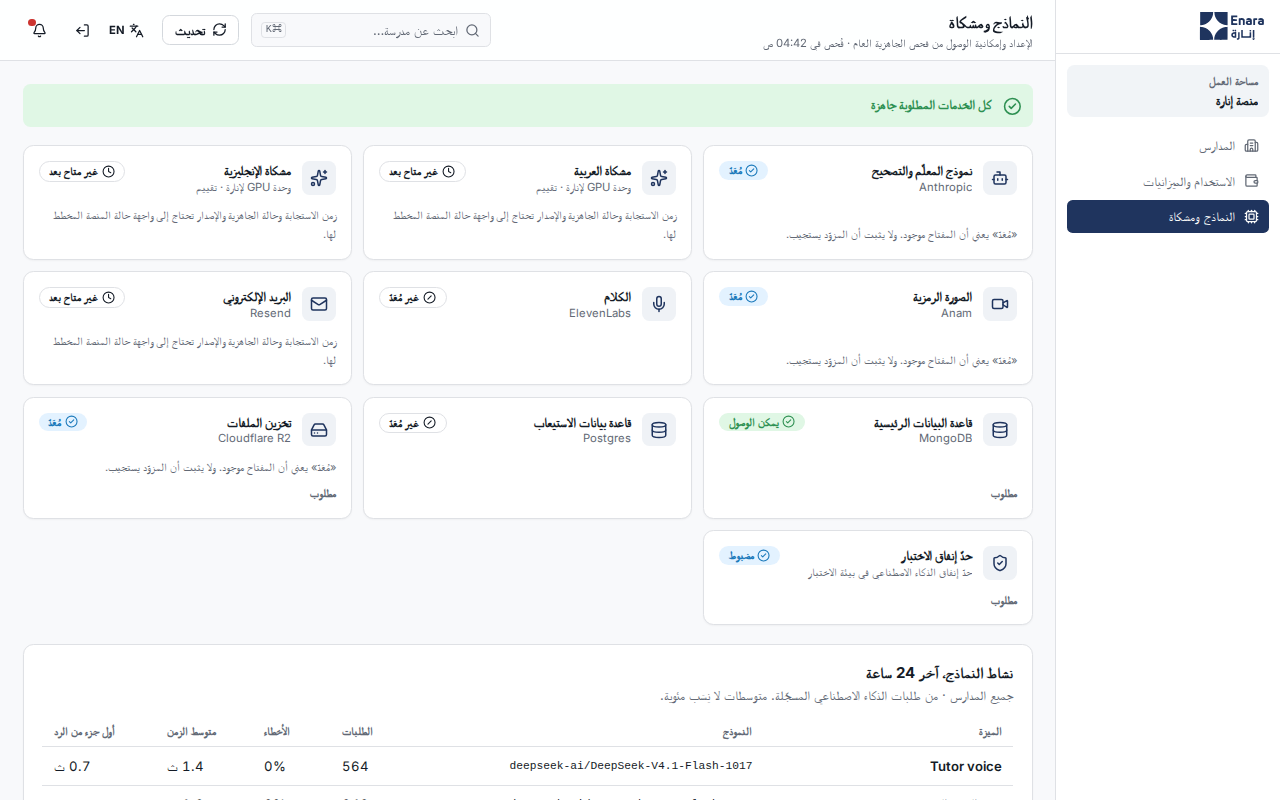 Enara
إنارة
مساحة العمل
منصة إنارة
المدارس
الاستخدام والميزانيات
النماذج ومشكاة
النماذج ومشكاة
الإعداد وإمكانية الوصول من فحص الجاهزية العام · فُحص في 04:42 ص
ابحث عن مدرسة...
⌘K
تحديث
EN
كل الخدمات المطلوبة جاهزة
نموذج المعلّم والتصحيح
Anthropic
مُعَدّ
«مُعَدّ» يعني أن المفتاح موجود. ولا يثبت أن المزوّد يستجيب.
مشكاة العربية
وحدة GPU لإنارة · تقييم
غير متاح بعد
زمن الاستجابة وحالة الجاهزية والإصدار تحتاج إلى واجهة حالة المنصة المخطط
لها.
مشكاة الإنجليزية
وحدة GPU لإنارة · تقييم
غير متاح بعد
زمن الاستجابة وحالة الجاهزية والإصدار تحتاج إلى واجهة حالة المنصة المخطط
لها.
الصورة الرمزية
Anam
مُعَدّ
«مُعَدّ» يعني أن المفتاح موجود. ولا يثبت أن المزوّد يستجيب.
الكلام
ElevenLabs
غير مُعَدّ
البريد الإلكتروني
Resend
غير متاح بعد
زمن الاستجابة وحالة الجاهزية والإصدار تحتاج إلى واجهة حالة المنصة المخطط
لها.
قاعدة البيانات الرئيسية
MongoDB
يمكن الوصول
مطلوب
قاعدة بيانات الاستيعاب
Postgres
غير مُعَدّ
تخزين الملفات
Cloudflare R2
مُعَدّ
«مُعَدّ» يعني أن المفتاح موجود. ولا يثبت أن المزوّد يستجيب.
مطلوب
حدّ إنفاق الاختبار
حدّ إنفاق الذكاء الاصطناعي في بيئة الاختبار
مضبوط
مطلوب
نشاط النماذج، آخر 24 ساعة
جميع المدارس · من طلبات الذكاء الاصطناعي المسجّلة. متوسطات لا نِسَب مئوية.
الميزة النموذج الطلبات الأخطاء متوسط الزمن أول جزء من الرد
Tutor voice deepseek-ai/DeepSeek-V4.1-Flash-1017 564 0% 1.4 ث 0.7 ث